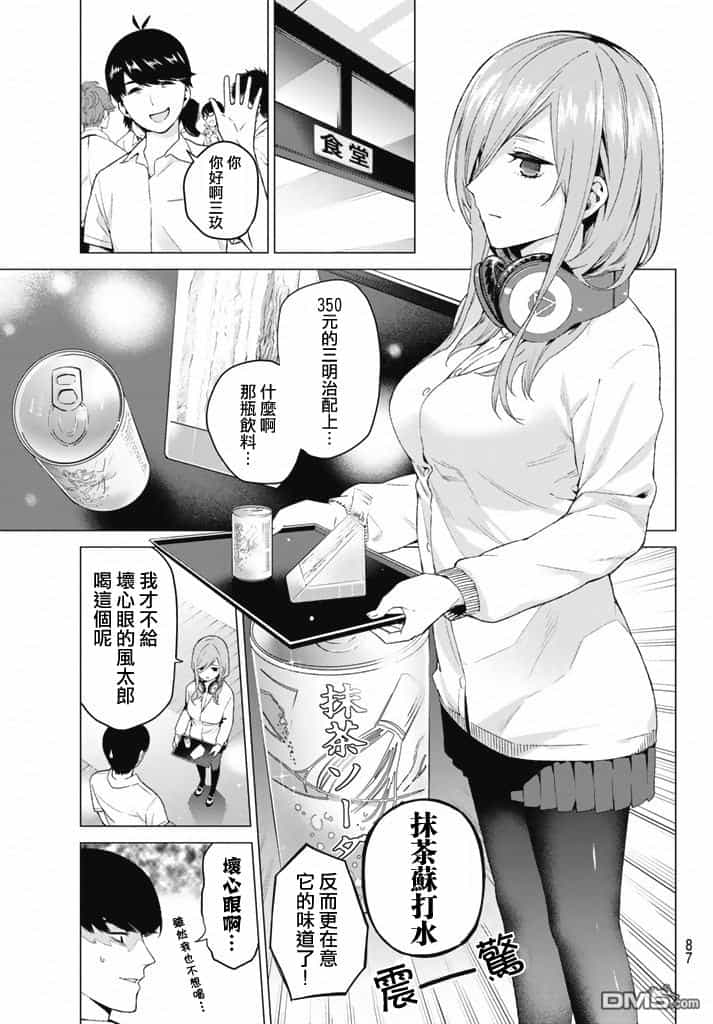 食堂
你
你好啊三玖
350
元的三明治配上…
什麼啊
那瓶飲料…
抹茶ソーダ
抹茶蘇打水
反而更在意
它的味道了!
震一驚
我才不給
壞心眼的風太郎
喝這個呢
壞心眼啊…
雖然我也不想喝…
87
DM5.com